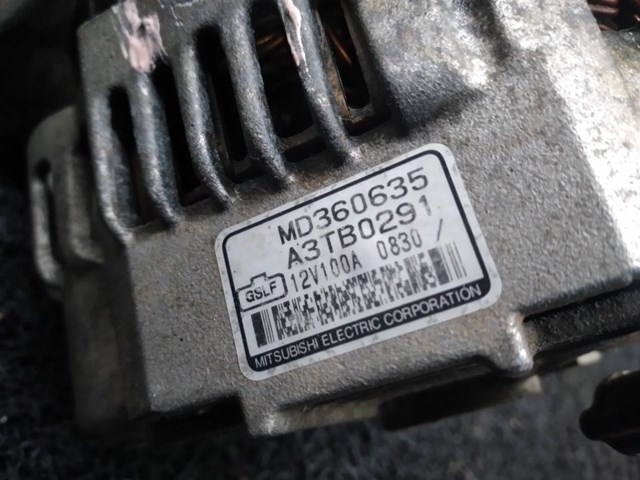 MD360635
A3TB0291
12V100A 0830 /
GSLF
MITSUBISHI ELECTRIC CORPORATION